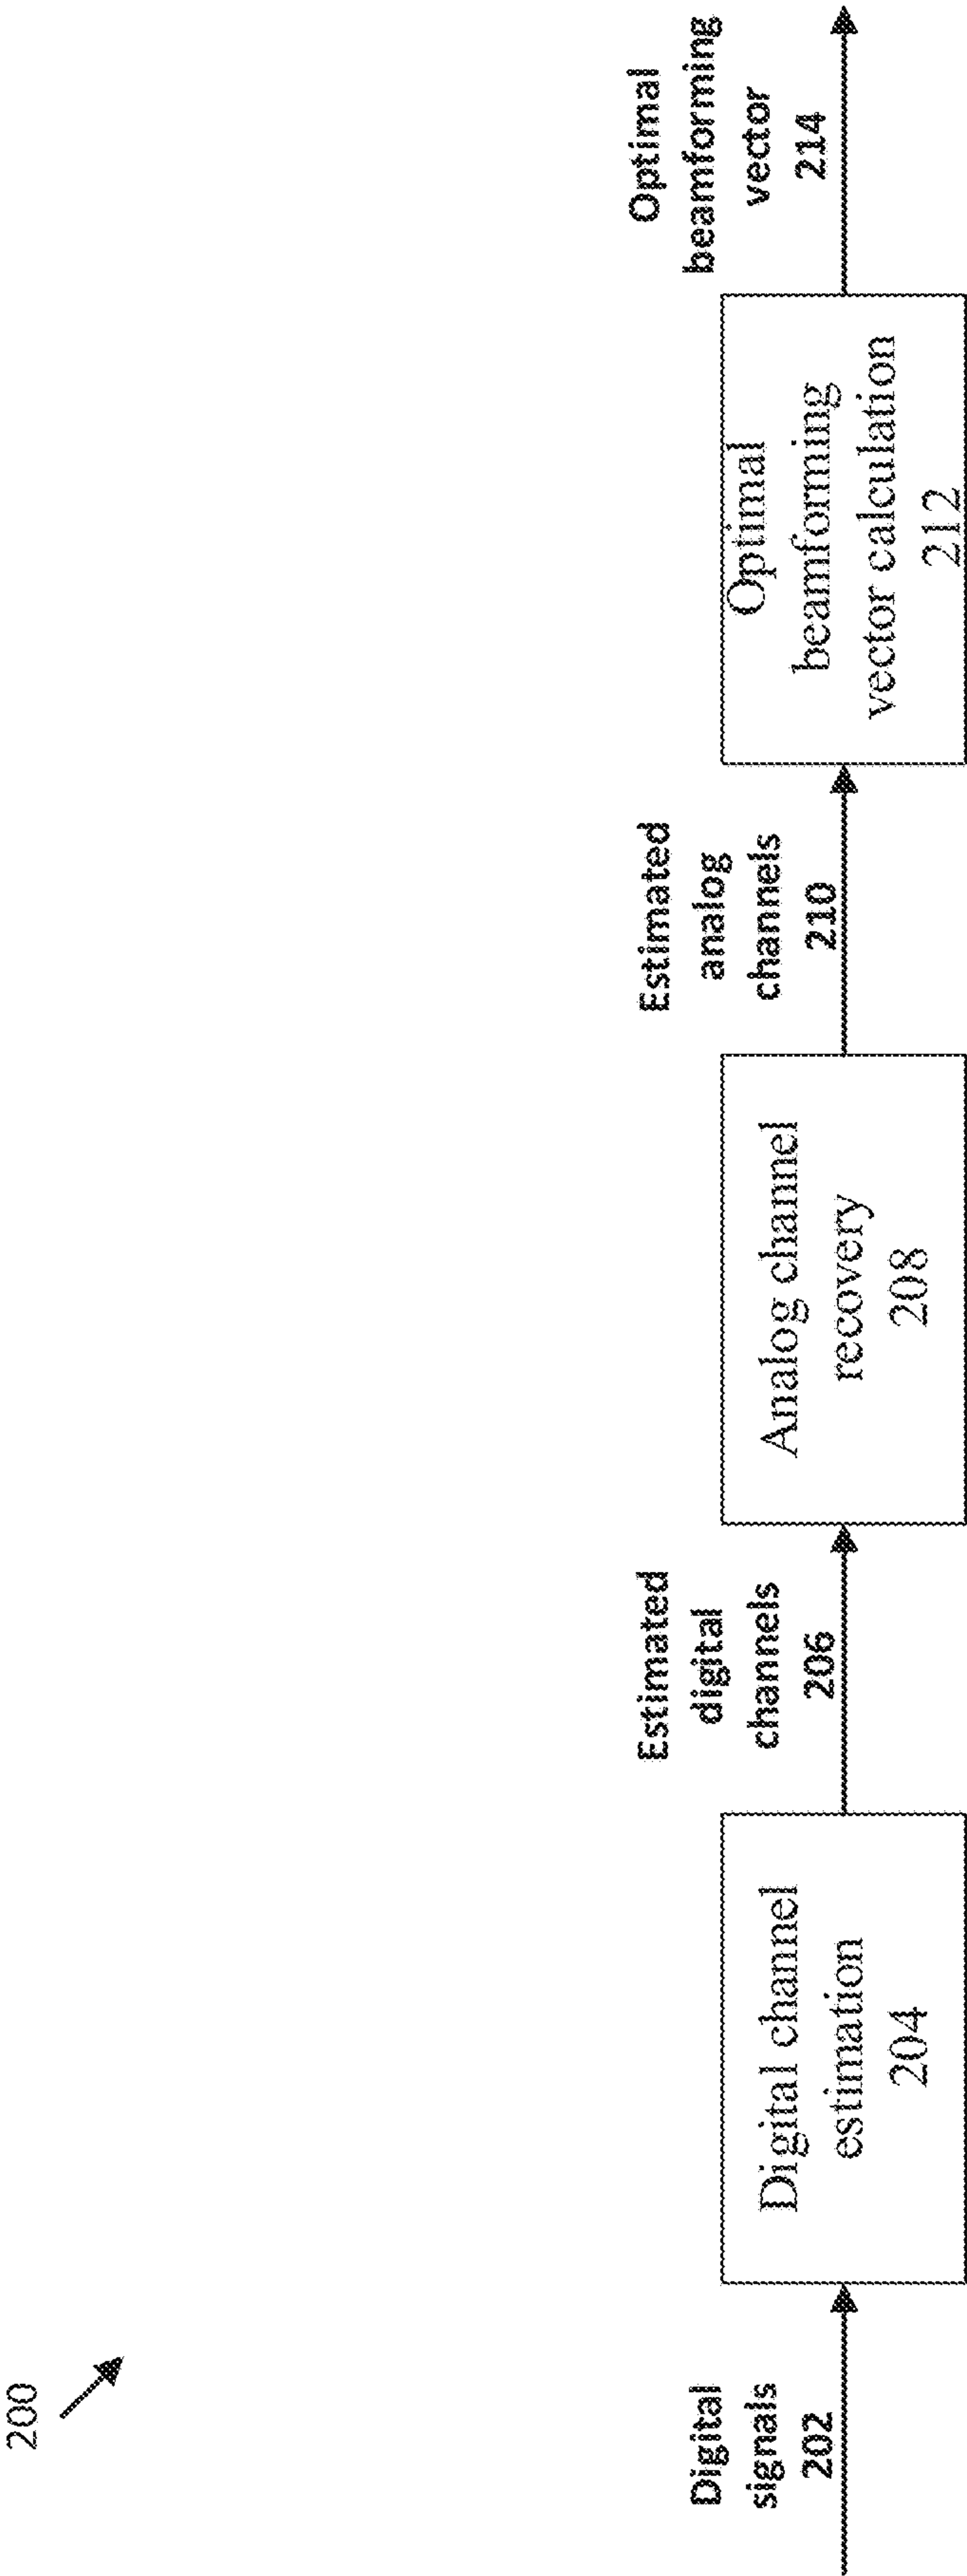 200
Digital
signals
202
Digital channel
estimation
204
Estimated
digital
channels
206
Analog channel
recovery
208
Estimated
analog
channels
210
Optimal
beamforming
vector calculation
212
Optimal
beamforming
vector
214